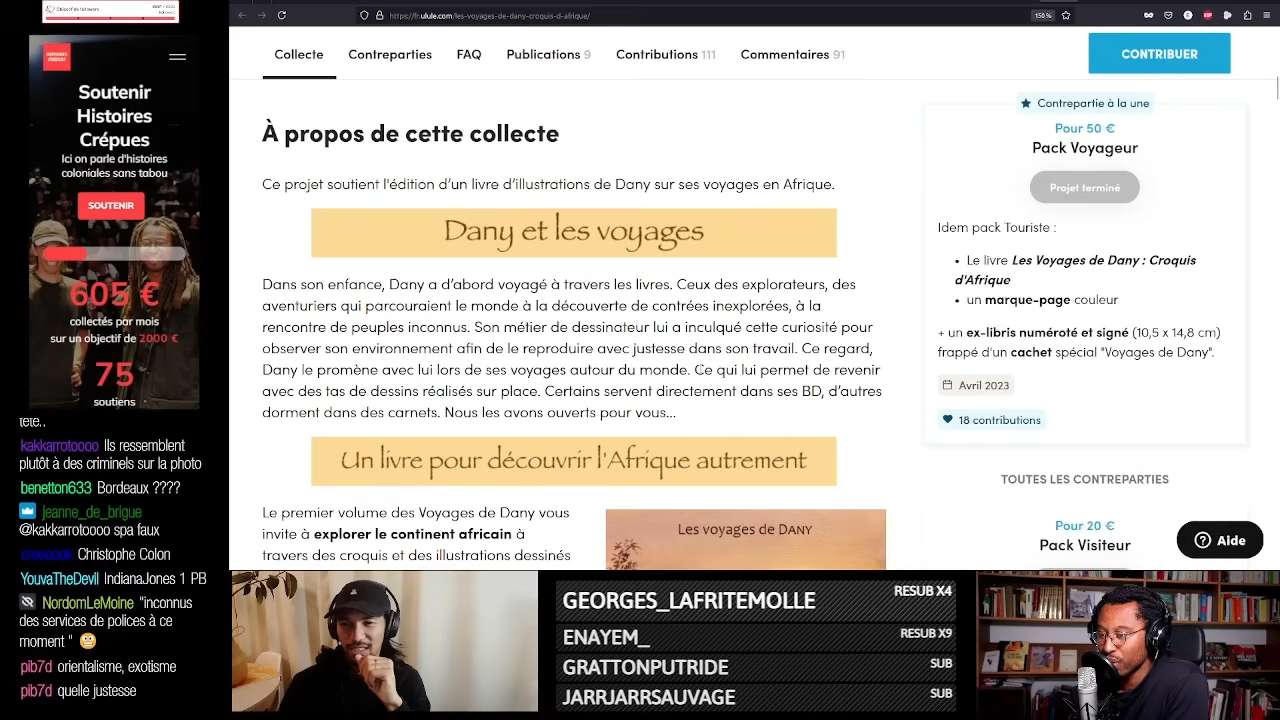 Objectif de followers
https://fr.ulule.com/les-voyages-de-dany-croquis-d-afrique/
150 %
Collecte
Contreparties
FAQ
Publications 9
Contributions 111
Commentaires 91
CONTRIBUER
Soutenir
Histoires
Crépues
Ici on parle d'histoires
coloniales sans tabou
SOUTENIR
605 €
collectés par mois
sur un objectif de 2000 €
75
soutiens
À propos de cette collecte
Ce projet soutient l'édition d'un livre d'illustrations de Dany sur ses voyages en Afrique.
Dany et les voyages
Dans son enfance, Dany a d'abord voyagé à travers les livres. Ceux des explorateurs, des
aventuriers qui parcouraient le monde à la découverte de contrées inexplorées, à la
rencontre de peuples inconnus. Son métier de dessinateur lui a inculqué cette curiosité pour
observer son environnement afin de le reproduire avec justesse dans son travail. Ce regard,
Dany le promène avec lui lors de ses voyages autour du monde. Ce qui lui permet de revenir
avec des tas de dessins réalisés sur place. Certains servent directement dans ses BD, d'autres
dorment dans des carnets. Nous les avons ouverts pour vous...
Un livre pour découvrir l'Afrique autrement
Le premier volume des Voyages de Dany vous
invite à explorer le continent africain à
travers des croquis et des illustrations dessinés
Les voyages de DANY
Contrepartie à la une
Pour 50 €
Pack Voyageur
Projet terminé
Idem pack Touriste :
• Le livre Les Voyages de Dany : Croquis
d'Afrique
• un marque-page couleur
+ un ex-libris numéroté et signé (10,5 x 14,8 cm)
frappé d'un cachet spécial "Voyages de Dany".
Avril 2023
18 contributions
TOUTES LES CONTREPARTIES
Pour 20 €
Pack Visiteur
Aide
kakkarrotoooo Ils ressemblent
plutôt à des criminels sur la photo
benetton633 Bordeaux ????
jeanne_de_brigue
@kakkarrotoooo spa faux
Christophe Colon
YouvaTheDevil IndianaJones 1 PB
NordomLeMoine "inconnus
des services de polices à ce
moment " 😬
pib7d orientalisme, exotisme
pib7d quelle justesse
GEORGES_LAFRITEMOLLE RESUB X4
ENAYEM_ RESUB X9
GRATTONPUTRIDE SUB
JARRJARRSAUVAGE SUB